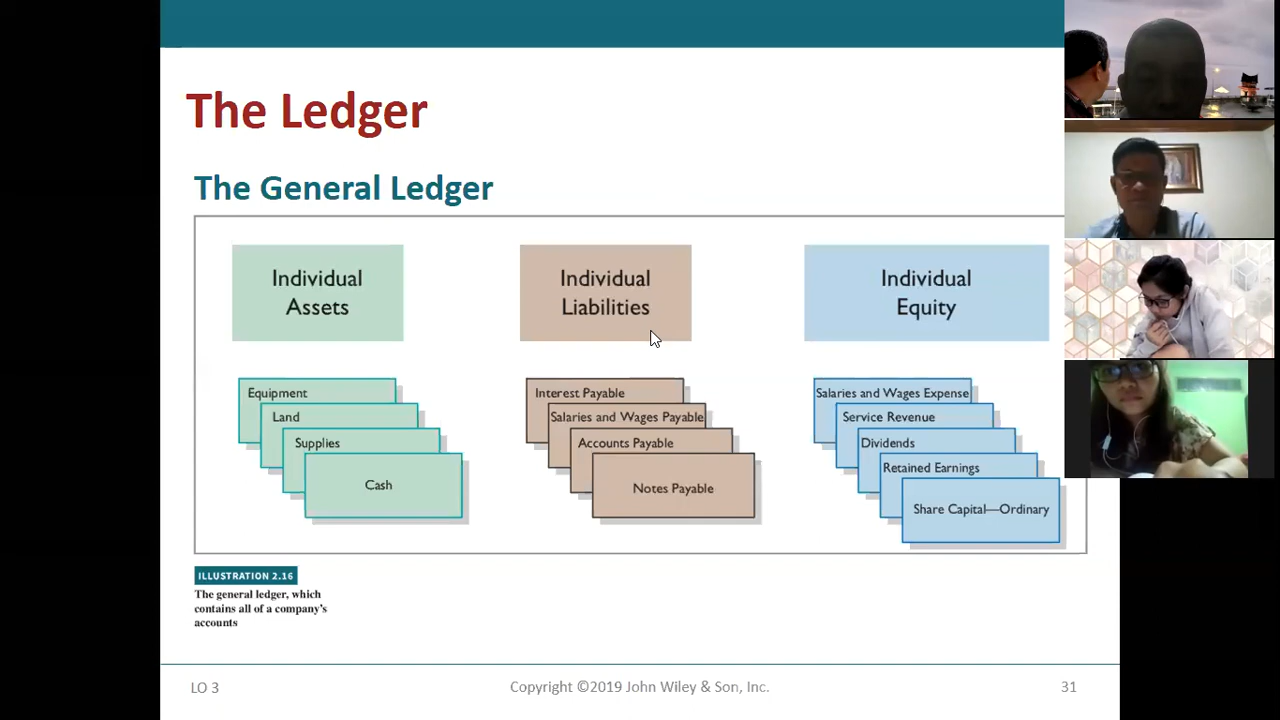 The Ledger
The General Ledger
Individual
Assets
Individual
Liabilities
Individual
Equity
Equipment
Land
Supplies
Cash
Interest Payable
Salaries and Wages Payable
Accounts Payable
Notes Payable
Salaries and Wages Expense
Service Revenue
Dividends
Retained Earnings
Share Capital—Ordinary
ILLUSTRATION 2.16
The general ledger, which
contains all of a company's
accounts
LO 3
Copyright ©2019 John Wiley & Son, Inc.
31